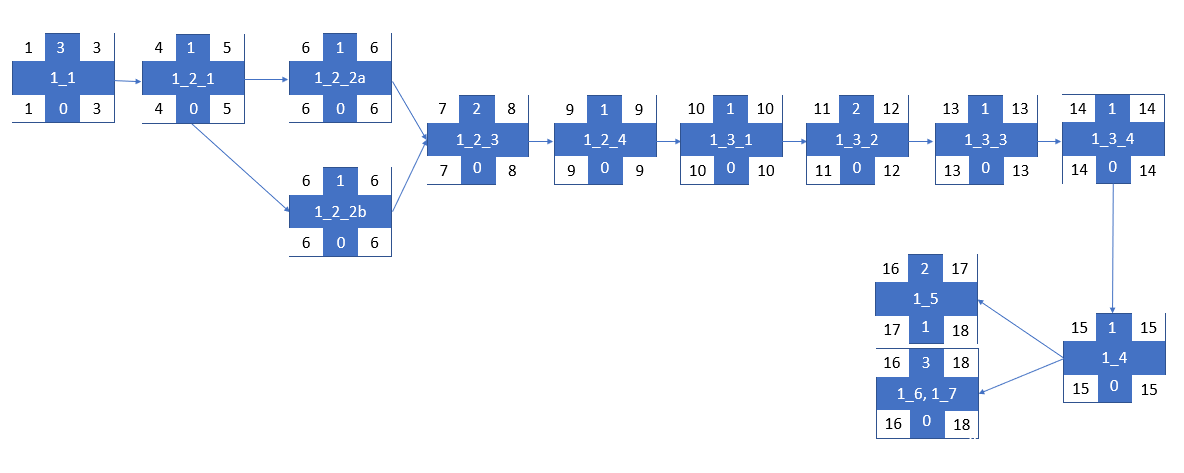 1 3 3
1_1
1 0 3
4 1 5
1_2_1
4 0 5
6 1 6
1_2_2a
6 0 6
6 1 6
1_2_2b
6 0 6
7 2 8
1_2_3
7 0 8
9 1 9
1_2_4
9 0 9
10 1 10
1_3_1
10 0 10
11 2 12
1_3_2
11 0 12
13 1 13
1_3_3
13 0 13
14 1 14
1_3_4
14 0 14
15 1 15
1_4
15 0 15
16 2 17
1_5
17 1 18
16 3 18
1_6, 1_7
16 0 18